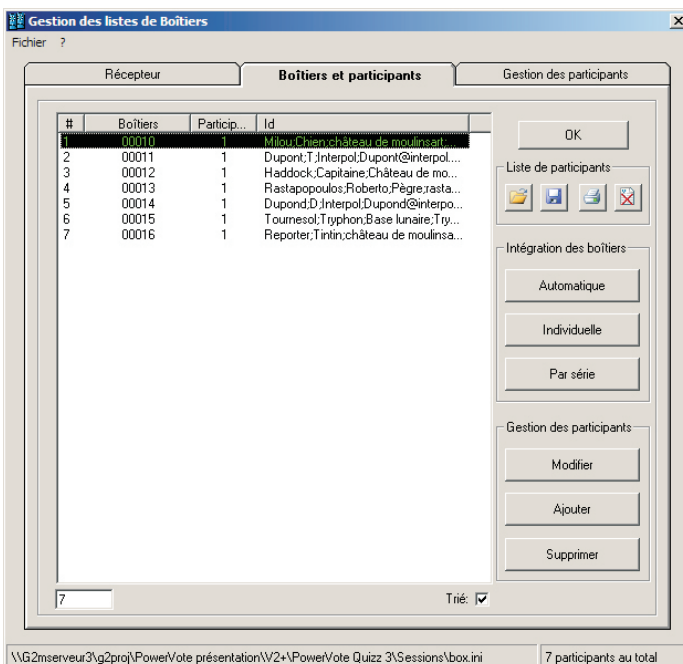 Gestion des listes de Boîtiers
Fichier ?
Récepteur Boîtiers et participants Gestion des participants
# Boîtiers Particip... Id
1 00010 1 Milou;Chien;château de moulinsart;...
2 00011 1 Dupont;T;Interpol;Dupont@interpol....
3 00012 1 Haddock;Capitaine;Château de mo...
4 00013 1 Rastapopoulos;Roberto;Pègre;rasta...
5 00014 1 Dupond;D;Interpol;Dupond@interpo...
6 00015 1 Tournesol;Tryphon;Base lunaire;Try...
7 00016 1 Reporter;Tintin;château de moulinsa...
OK
Liste de participants
Intégration des boîtiers
Automatique
Individuelle
Par série
Gestion des participants
Modifier
Ajouter
Supprimer
7 Trié:
\\G2mserveur3\g2proj\PowerVote présentation\V2+\PowerVote Quizz 3\Sessions\box.ini 7 participants au total